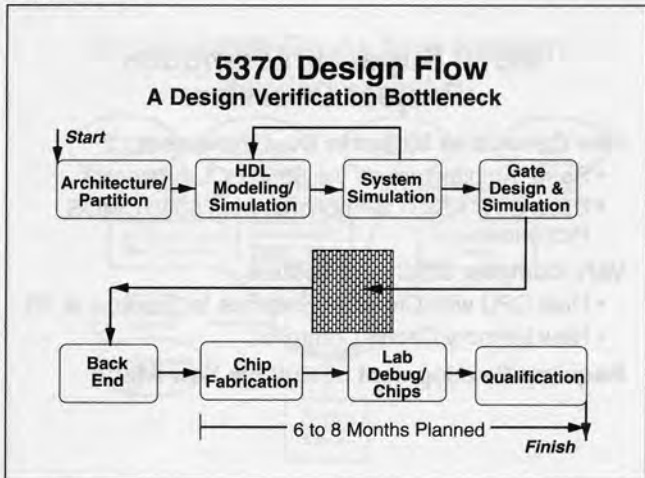 5370 Design Flow
A Design Verification Bottleneck
Start
Architecture/
Partition
HDL
Modeling/
Simulation
System
Simulation
Gate
Design &
Simulation
Back
End
Chip
Fabrication
Lab
Debug/
Chips
Qualification
6 to 8 Months Planned
Finish